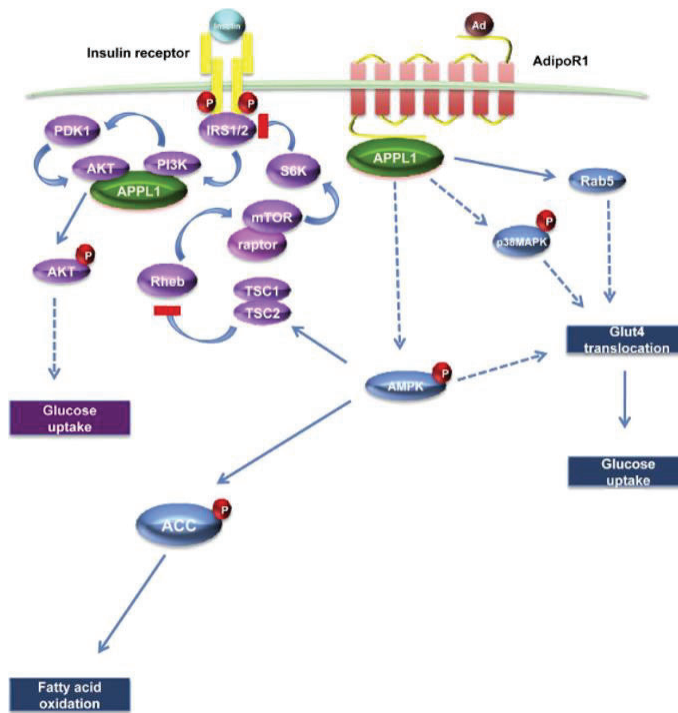 Insulin
Ad
Insulin receptor
AdipoR1
P
P
PDK1
IRS1/2
AKT
PI3K
APPL1
S6K
APPL1
Rab5
mTOR
raptor
P
p38MAPK
P
AKT
Rheb
TSC1
TSC2
Glut4
translocation
P
AMPK
Glucose
uptake
Glucose
uptake
P
ACC
Fatty acid
oxidation